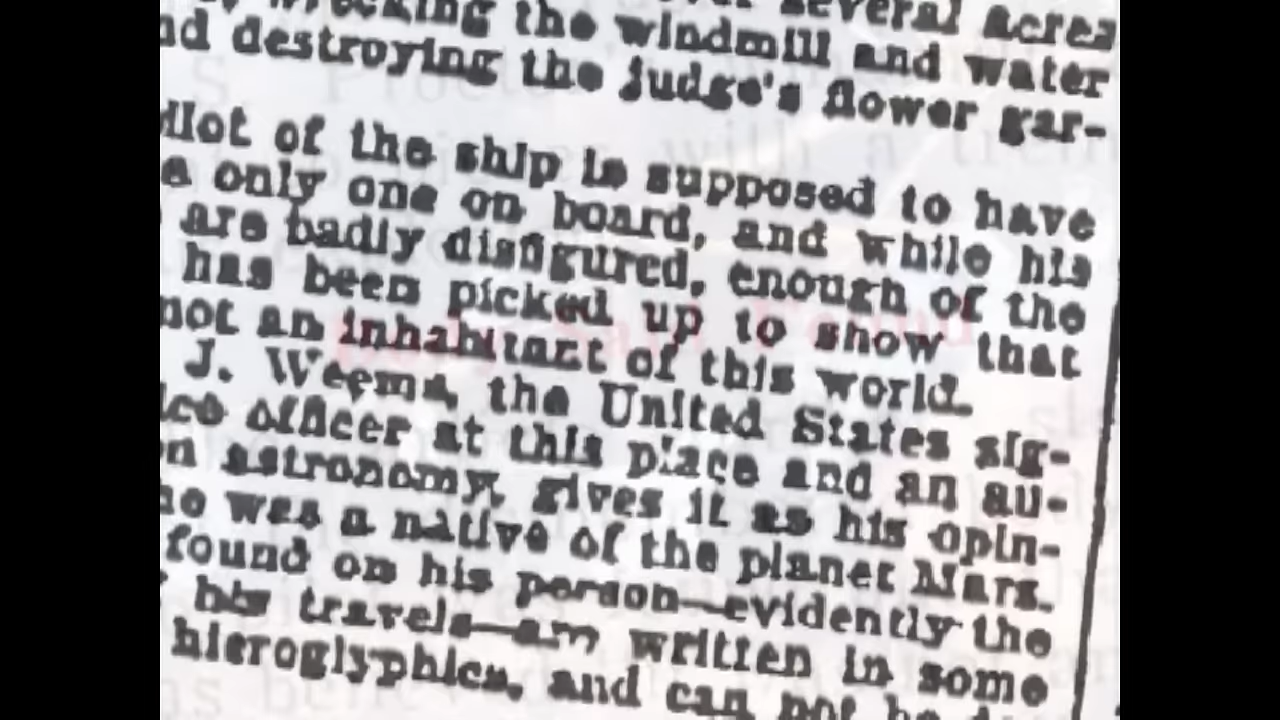 several acres
the windmill and water
destroying the judge's flower gar-
of the ship is supposed to have
only one on board, and while his
are badly disfigured, enough of the
has been picked up to show that
not an inhabitant of this world.
J. Weems, the United States sig-
officer at this place and an au-
astronomy, gives it as his opin-
was a native of the planet Mars.
found on his person—evidently the
his travels—are written in some
hieroglyphics, and can not be